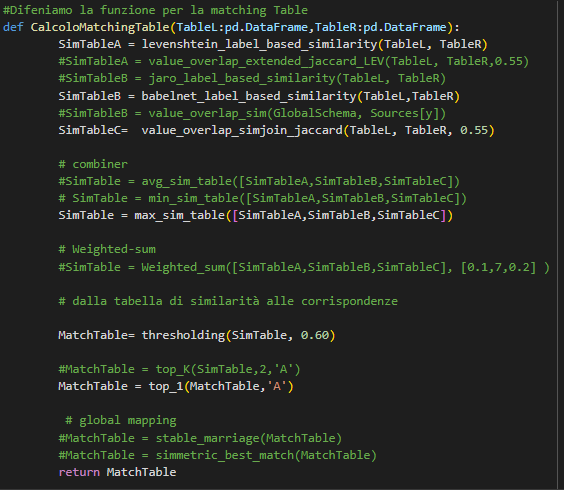 #Difeniamo la funzione per la matching Table
def CalcoloMatchingTable(TableL:pd.DataFrame,TableR:pd.DataFrame):
SimTableA = levenshtein_label_based_similarity(TableL, TableR)
#SimTableA = value_overlap_extended_jaccard_LEV(TableL, TableR,0.55)
#SimTableB = jaro_label_based_similarity(TableL, TableR)
SimTableB = babelnet_label_based_similarity(TableL,TableR)
#SimTableB = value_overlap_sim(GlobalSchema, Sources[y])
SimTableC=  value_overlap_simjoin_jaccard(TableL, TableR, 0.55)
# combiner
#SimTable = avg_sim_table([SimTableA,SimTableB,SimTableC])
# SimTable = min_sim_table([SimTableA,SimTableB,SimTableC])
SimTable = max_sim_table([SimTableA,SimTableB,SimTableC])
# Weighted-sum
#SimTable = Weighted_sum([SimTableA,SimTableB,SimTableC], [0.1,7,0.2] )
# dalla tabella di similarità alle corrispondenze
MatchTable= thresholding(SimTable, 0.60)
#MatchTable = top_K(SimTable,2,'A')
MatchTable = top_1(MatchTable,'A')
# global mapping
#MatchTable = stable_marriage(MatchTable)
#MatchTable = simmetric_best_match(MatchTable)
return MatchTable